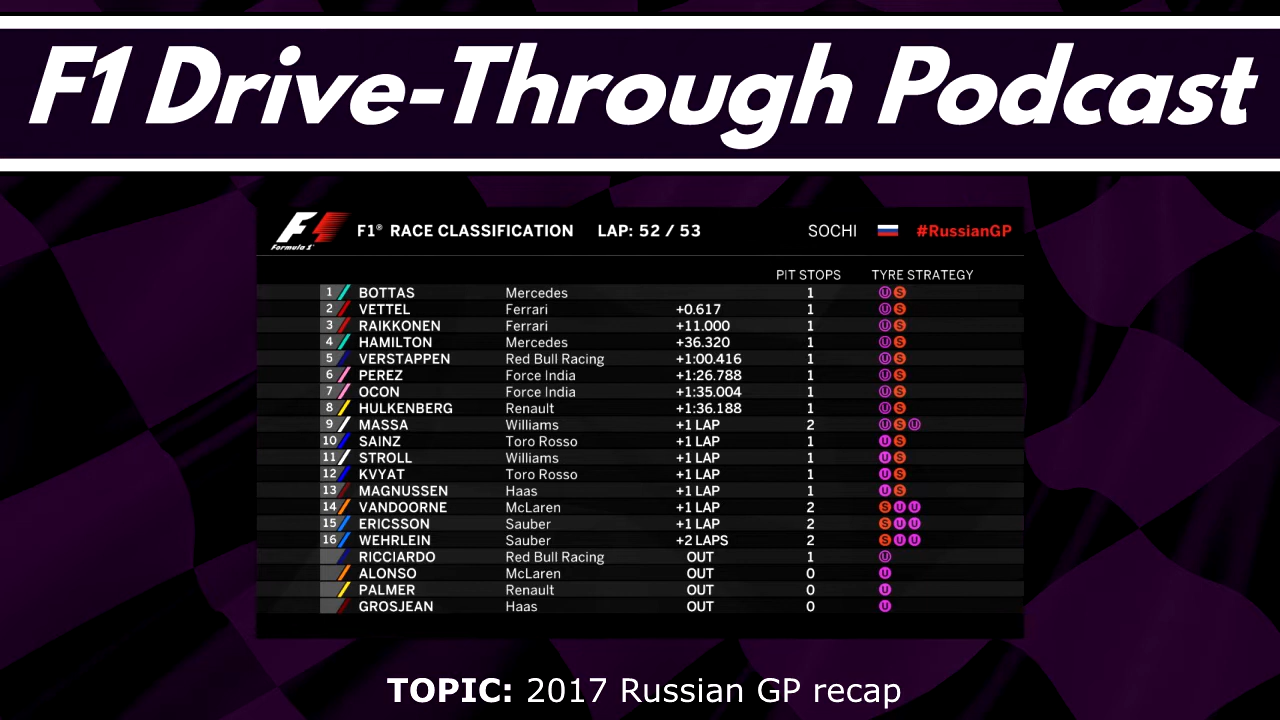 F1 Drive-Through Podcast
F1 Formula 1® F1® RACE CLASSIFICATION LAP: 52 / 53 SOCHI #RussianGP
PIT STOPS TYRE STRATEGY
1 BOTTAS Mercedes 1 U S
2 VETTEL Ferrari +0.617 1 U S
3 RAIKKONEN Ferrari +11.000 1 U S
4 HAMILTON Mercedes +36.320 1 U S
5 VERSTAPPEN Red Bull Racing +1:00.416 1 U S
6 PEREZ Force India +1:26.788 1 U S
7 OCON Force India +1:35.004 1 U S
8 HULKENBERG Renault +1:36.188 1 U S
9 MASSA Williams +1 LAP 2 U S U
10 SAINZ Toro Rosso +1 LAP 1 U S
11 STROLL Williams +1 LAP 1 U S
12 KVYAT Toro Rosso +1 LAP 1 U S
13 MAGNUSSEN Haas +1 LAP 1 U S
14 VANDOORNE McLaren +1 LAP 2 S U U
15 ERICSSON Sauber +1 LAP 2 S U U
16 WEHRLEIN Sauber +2 LAPS 2 S U U
RICCIARDO Red Bull Racing OUT 1 U
ALONSO McLaren OUT 0 U
PALMER Renault OUT 0 U
GROSJEAN Haas OUT 0 U
TOPIC: 2017 Russian GP recap